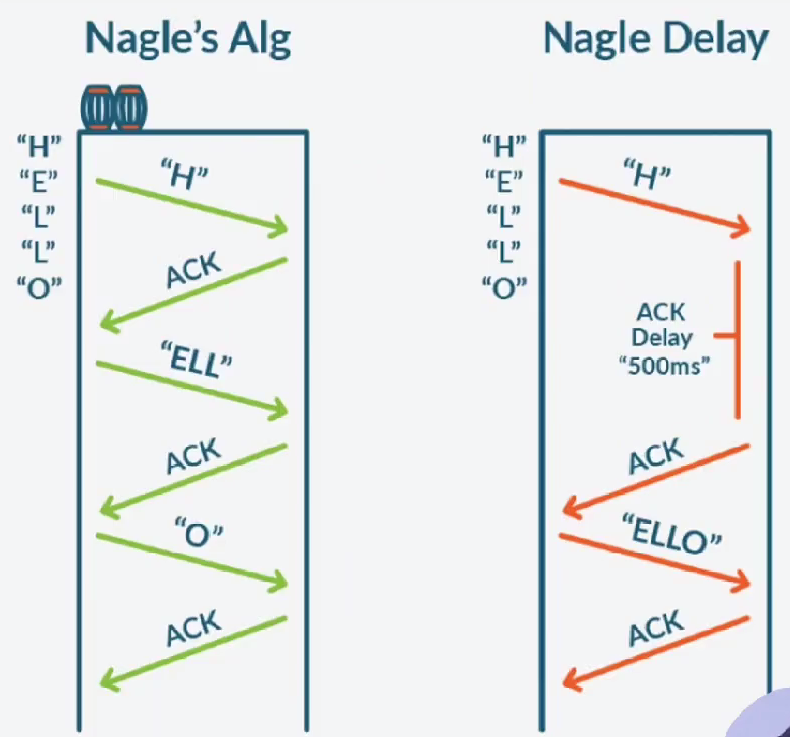 Nagle's Alg
“H”
“E”
“L”
“L”
“O”
“H”
ACK
“ELL”
ACK
“O”
ACK
Nagle Delay
“H”
“E”
“L”
“L”
“O”
“H”
ACK
Delay
“500ms”
ACK
“ELLO”
ACK